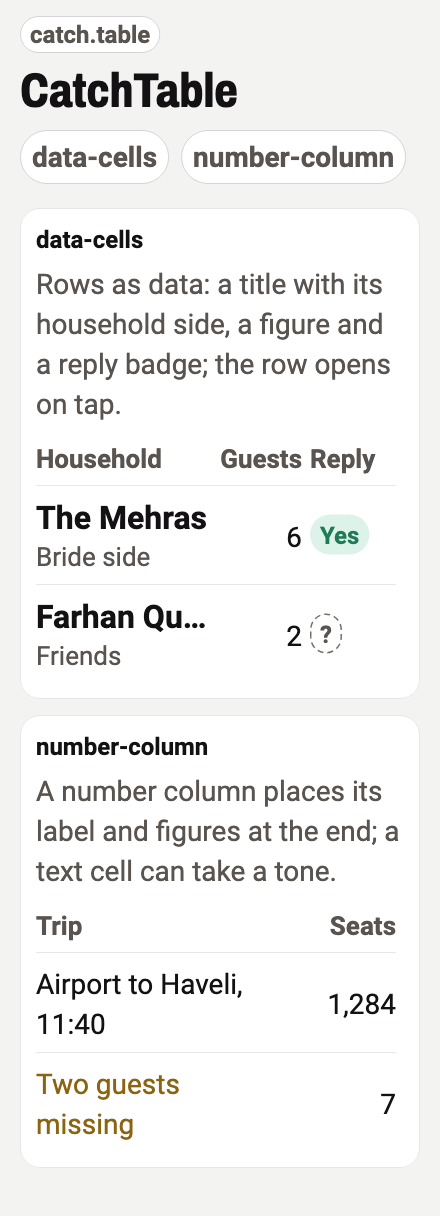 catch.table
CatchTable
data-cells number-column
data-cells
Rows as data: a title with its
household side, a figure and
a reply badge; the row opens
on tap.
Household Guests Reply
The Mehras
Bride side
6 Yes
Farhan Qu…
Friends
2 ?
number-column
A number column places its
label and figures at the end; a
text cell can take a tone.
Trip Seats
Airport to Haveli,
11:40
1,284
Two guests
missing
7